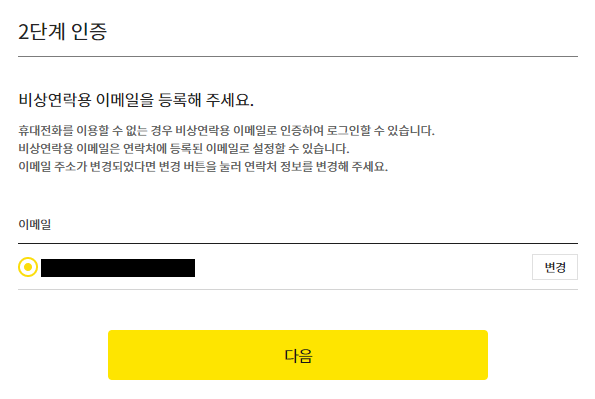 2단계 인증
비상연락용 이메일을 등록해 주세요.
휴대전화를 이용할 수 없는 경우 비상연락용 이메일로 인증하여 로그인할 수 있습니다.
비상연락용 이메일은 연락처에 등록된 이메일로 설정할 수 있습니다.
이메일 주소가 변경되었다면 변경 버튼을 눌러 연락처 정보를 변경해 주세요.
이메일
변경
다음